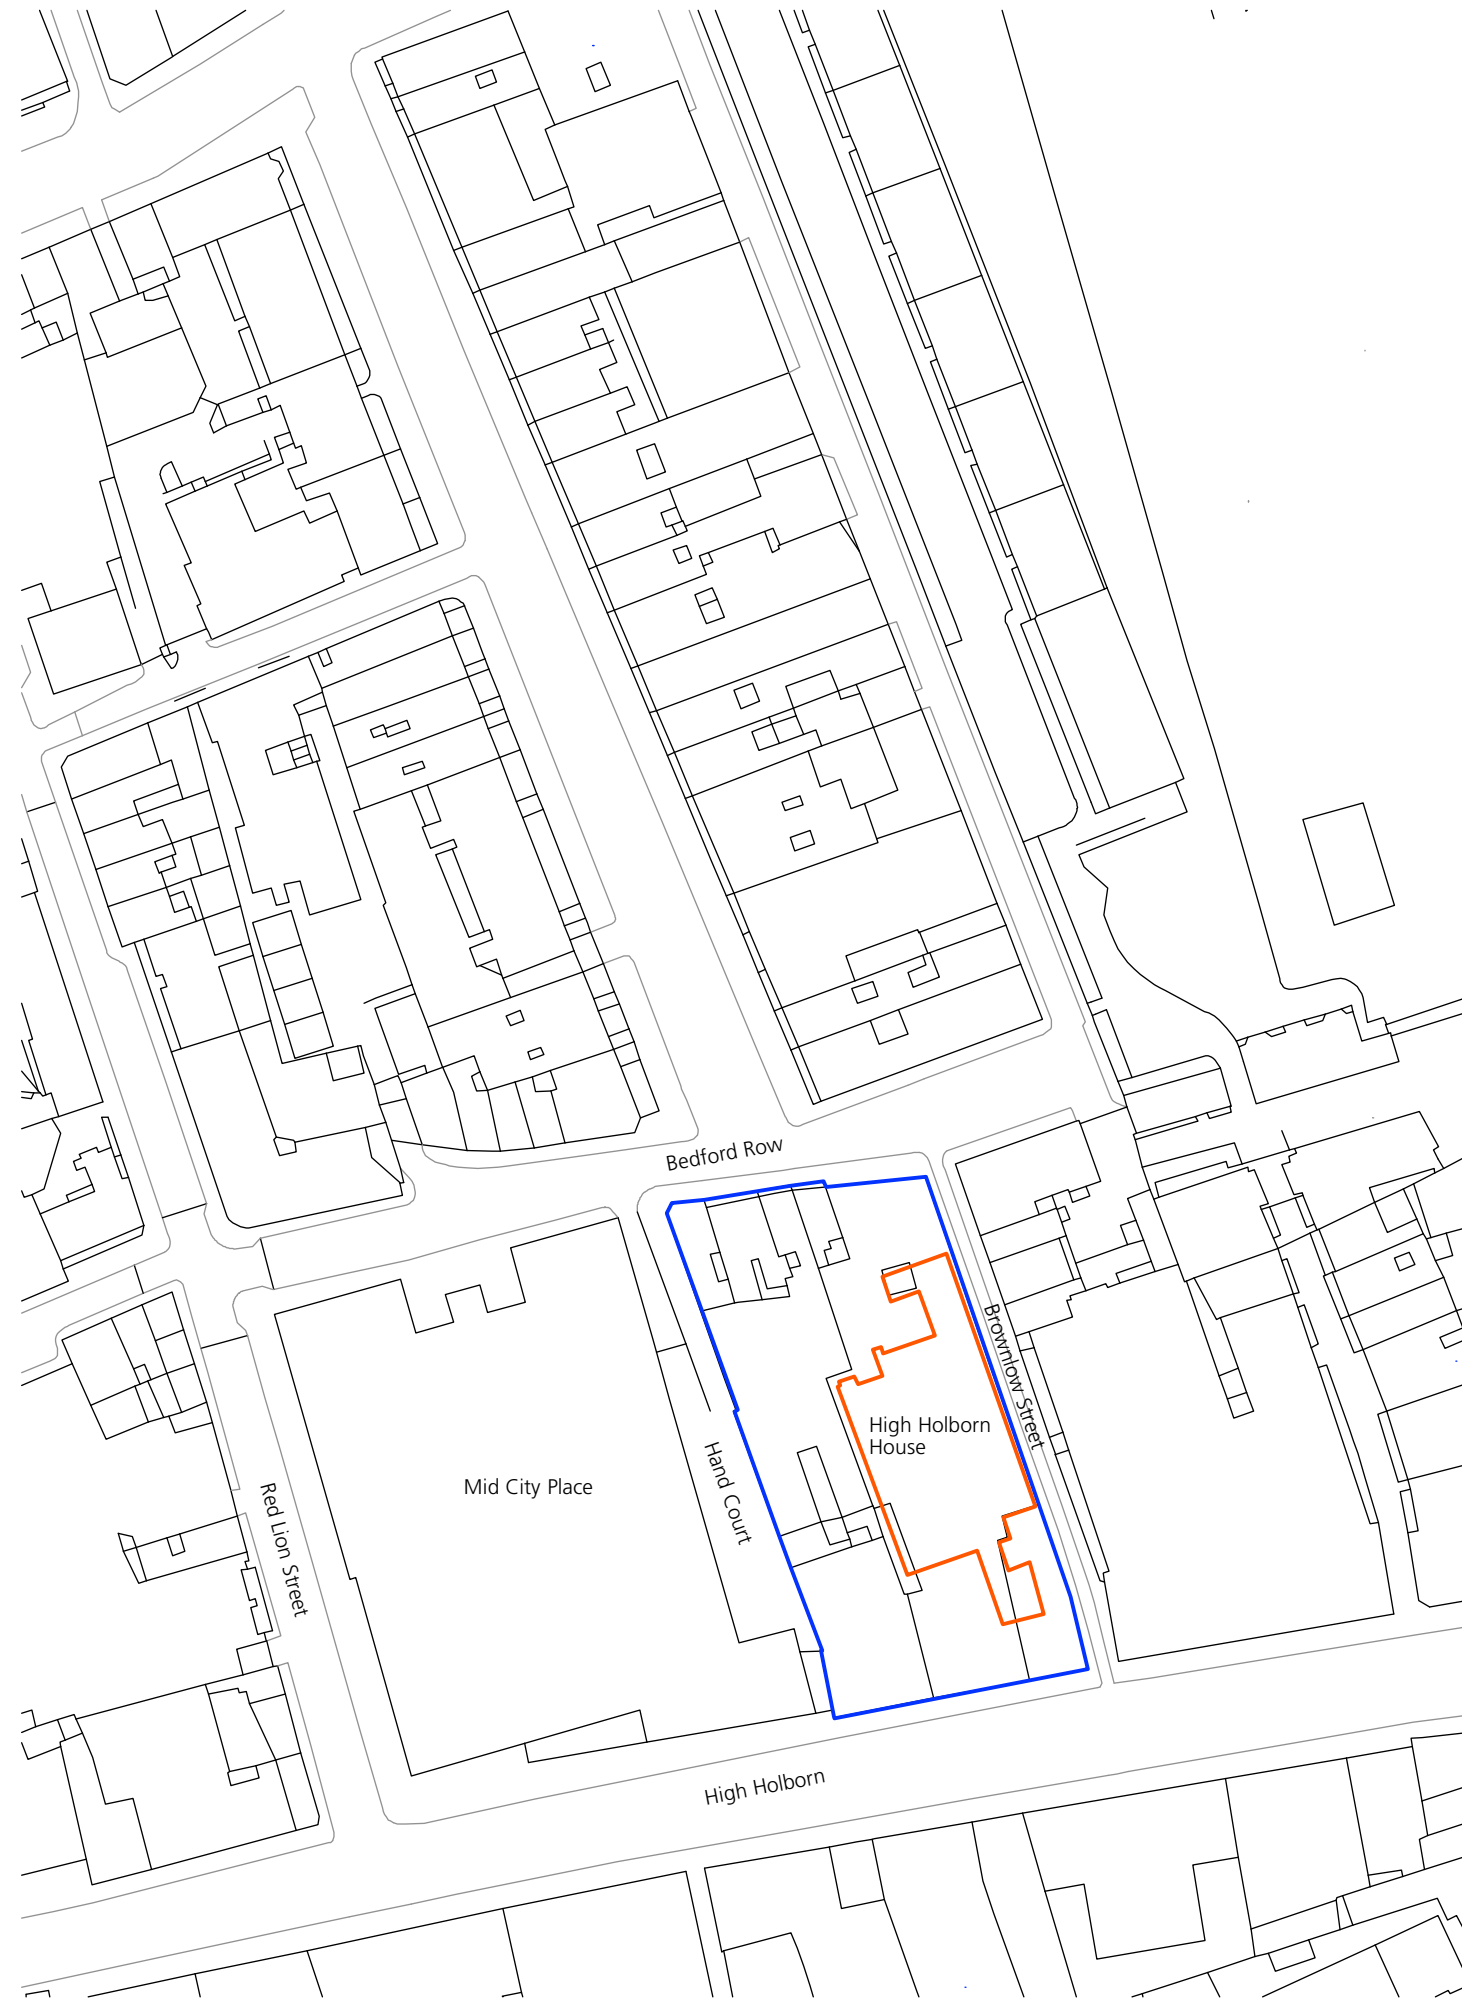 Bedford Row
Brownlow Street
High Holborn
House
Mid City Place
Hand Court
Red Lion Street
High Holborn